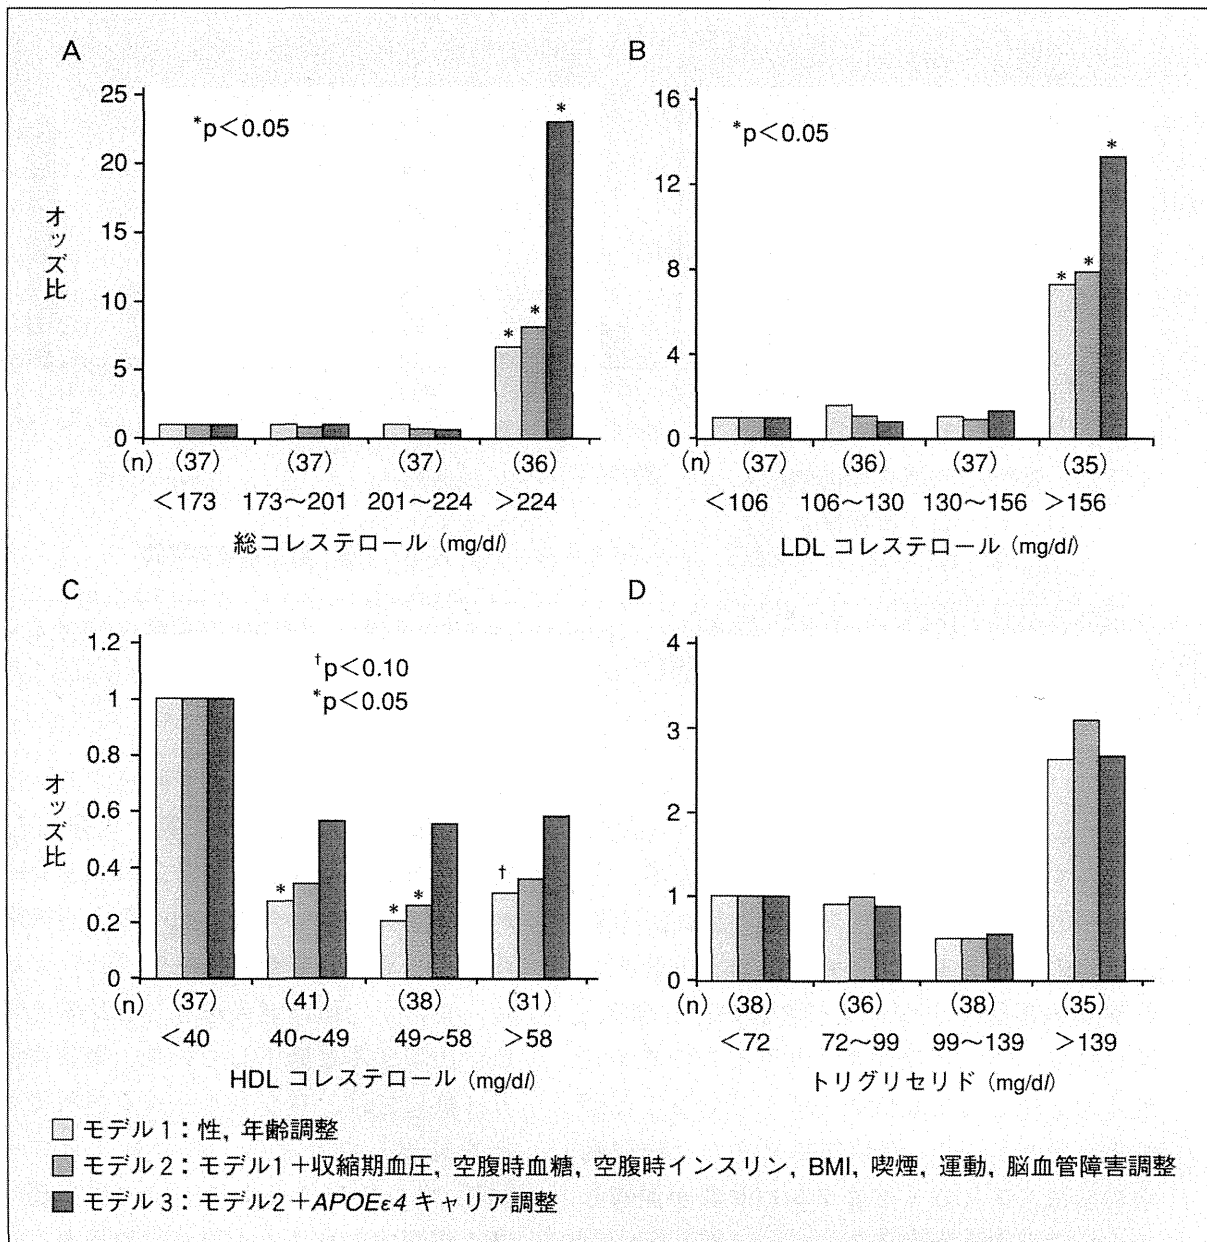 A
オッズ比
25
20
15
10
5
0
*p＜0.05
*
*
*
(n) (37) (37) (37) (36)
＜173 173～201 201～224 ＞224
総コレステロール (mg/dl)
B
16
12
8
4
0
*p＜0.05
*
*
*
(n) (37) (36) (37) (35)
＜106 106～130 130～156 ＞156
LDL コレステロール (mg/dl)
C
オッズ比
1.2
1
0.8
0.6
0.4
0.2
0
†p＜0.10
*p＜0.05
*
*
*
†
(n) (37) (41) (38) (31)
＜40 40～49 49～58 ＞58
HDL コレステロール (mg/dl)
D
4
3
2
1
0
(n) (38) (36) (38) (35)
＜72 72～99 99～139 ＞139
トリグリセリド (mg/dl)
モデル1：性, 年齢調整
モデル2：モデル1＋収縮期血圧, 空腹時血糖, 空腹時インスリン, BMI, 喫煙, 運動, 脳血管障害調整
モデル3：モデル2＋APOEε4 キャリア調整